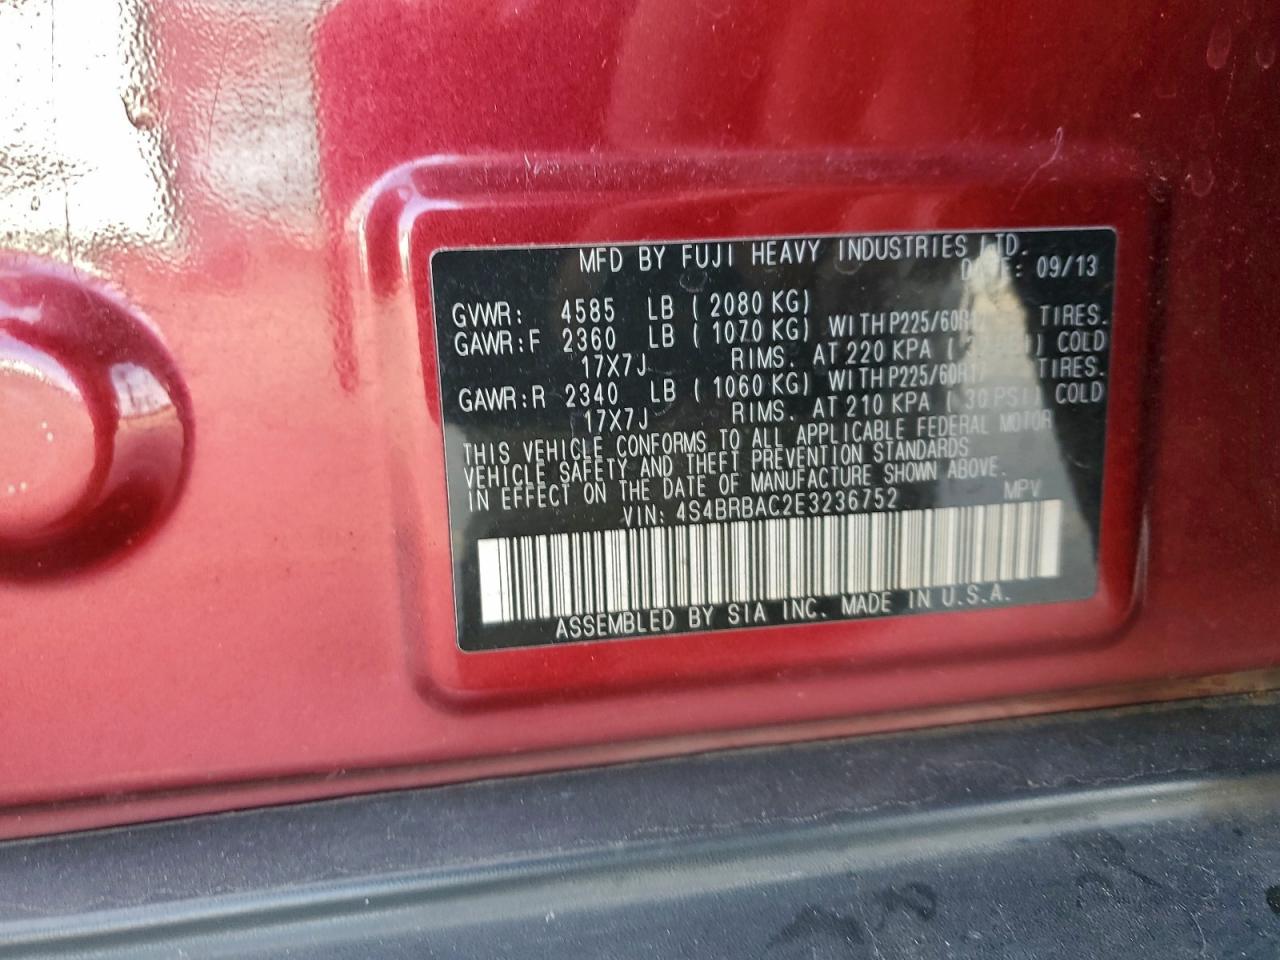 MFD BY FUJI HEAVY INDUSTRIES LTD.
DATE: 09/13
GVWR: 4585 LB ( 2080 KG)
GAWR:F 2360 LB ( 1070 KG) WITH P225/60R17 TIRES.
17X7J RIMS. AT 220 KPA ( ) COLD
GAWR:R 2340 LB ( 1060 KG) WITH P225/60R17 TIRES.
17X7J RIMS. AT 210 KPA ( 30 PSI) COLD
THIS VEHICLE CONFORMS TO ALL APPLICABLE FEDERAL MOTOR
VEHICLE SAFETY AND THEFT PREVENTION STANDARDS
IN EFFECT ON THE DATE OF MANUFACTURE SHOWN ABOVE.
VIN: 4S4BRBAC2E3236752 MPV
ASSEMBLED BY SIA INC. MADE IN U.S.A.